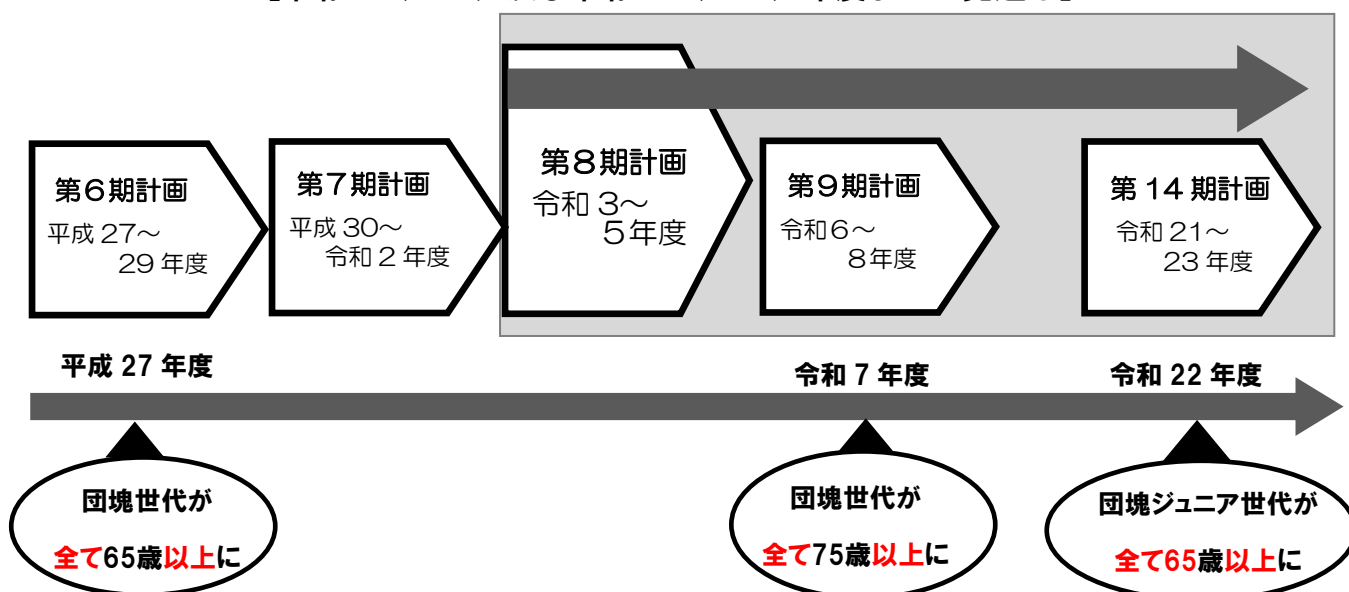 第6期計画
平成 27～
29 年度
第7期計画
平成 30～
令和 2 年度
第8期計画
令和 3～
5年度
第9期計画
令和6～
8年度
第 14 期計画
令和 21～
23 年度
平成 27 年度
令和 7 年度
令和 22 年度
団塊世代が
全て65歳以上に
団塊世代が
全て75歳以上に
団塊ジュニア世代が
全て65歳以上に